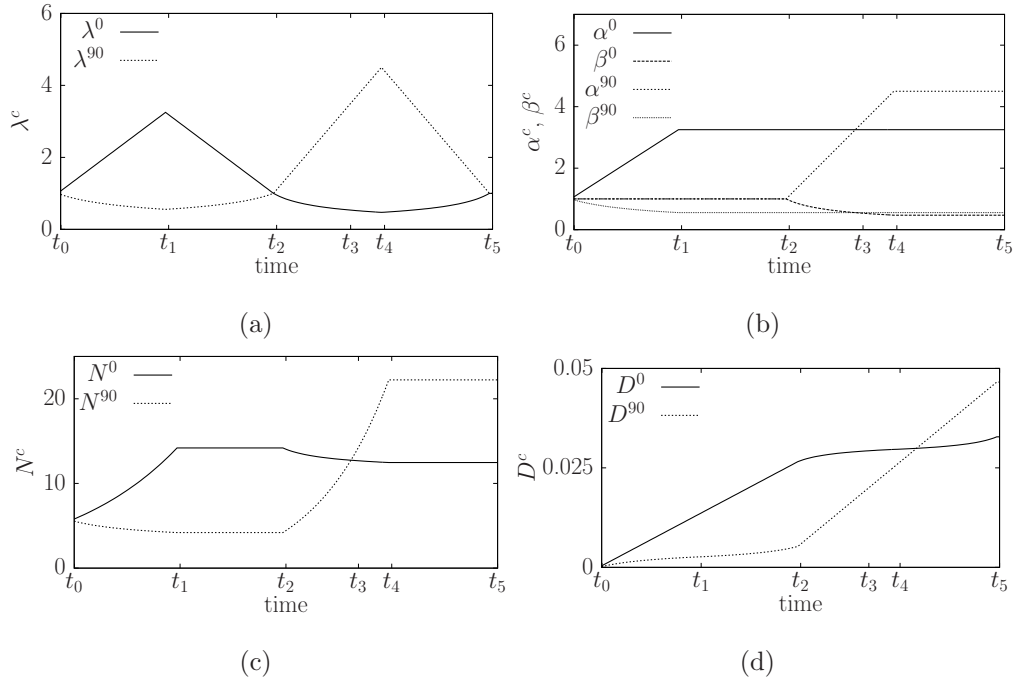 6
4
2
0
λ^c
λ^0
λ^90
t_0 t_1 t_2 t_3 t_4 t_5
time
(a)
6
4
2
0
α^c, β^c
α^0
β^0
α^90
β^90
t_0 t_1 t_2 t_3 t_4 t_5
time
(b)
20
10
0
N^c
N^0
N^90
t_0 t_1 t_2 t_3 t_4 t_5
time
(c)
0.05
0.025
0
D^c
D^0
D^90
t_0 t_1 t_2 t_3 t_4 t_5
time
(d)